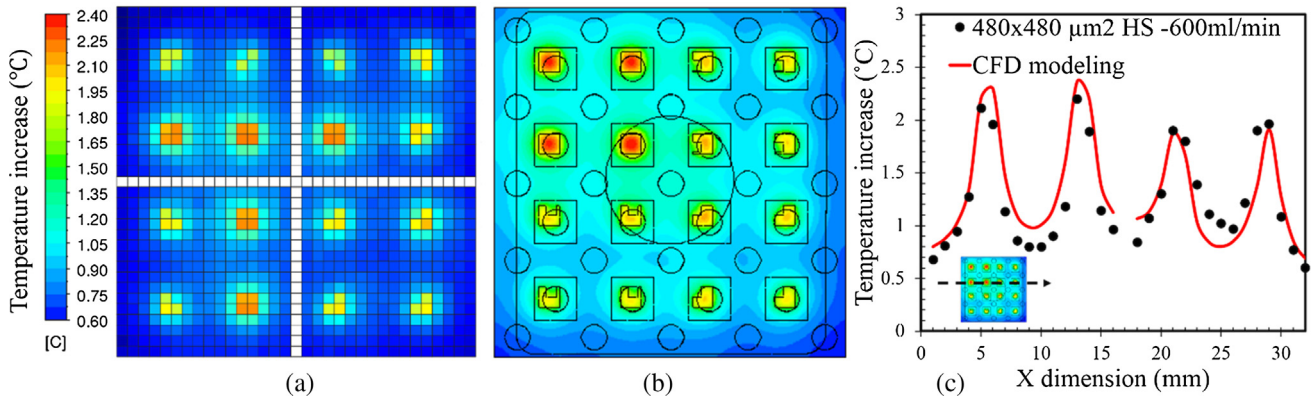 Temperature increase (°C)
2.40
2.25
2.10
1.95
1.80
1.65
1.50
1.35
1.20
1.05
0.90
0.75
0.60
[C]
(a)
(b)
Temperature increase (˚C)
3
2.5
2
1.5
1
0.5
0
480x480 µm2 HS -600ml/min
CFD modeling
0 5 10 15 20 25 30
X dimension (mm)
(c)